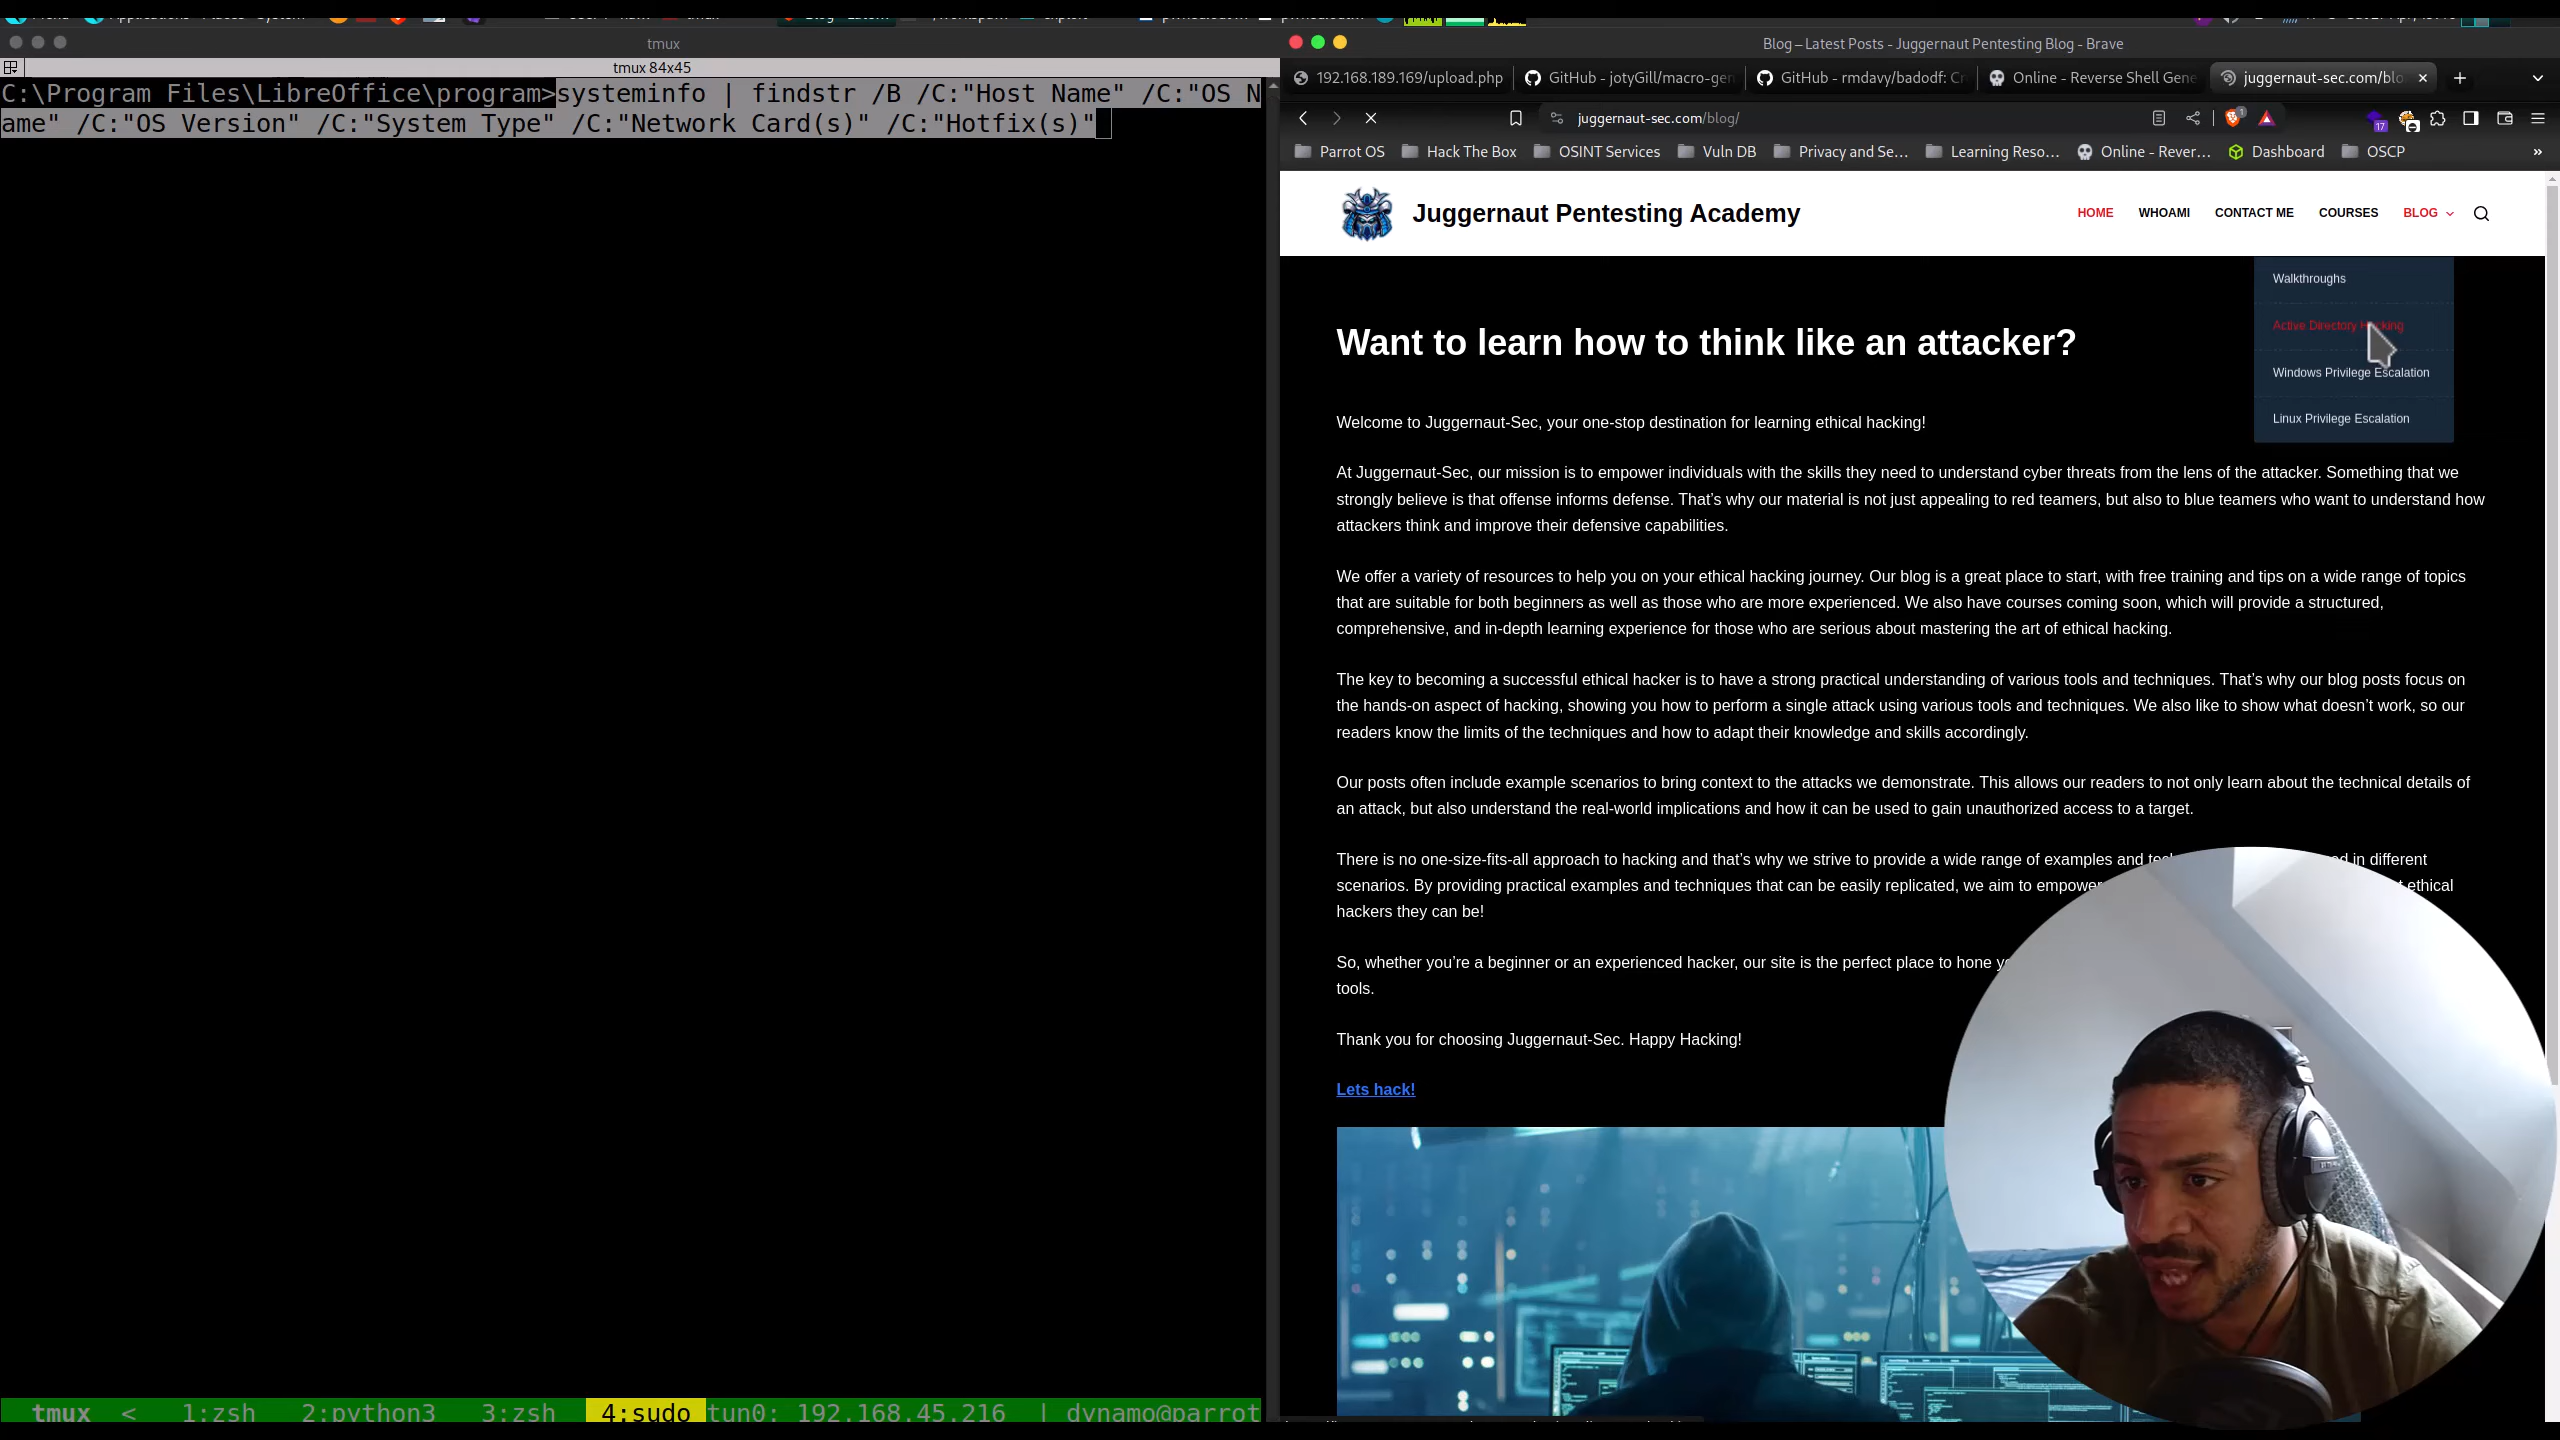 tmux
tmux 84x45
C:\Program Files\LibreOffice\program>systeminfo | findstr /B /C:"Host Name" /C:"OS N
ame" /C:"OS Version" /C:"System Type" /C:"Network Card(s)" /C:"Hotfix(s)"
tmux < 1:zsh 2:python3 3:zsh 4:sudo tun0: 192.168.45.216 | dynamo@parrot
Blog – Latest Posts - Juggernaut Pentesting Blog - Brave
192.168.189.169/upload.php
GitHub - jotyGill/macro-gen
GitHub - rmdavy/badodf: Cr
Online - Reverse Shell Gene
juggernaut-sec.com/blo
juggernaut-sec.com/blog/
1
17
Parrot OS
Hack The Box
OSINT Services
Vuln DB
Privacy and Se...
Learning Reso...
Online - Rever...
Dashboard
OSCP
»
Juggernaut Pentesting Academy
HOME
WHOAMI
CONTACT ME
COURSES
BLOG
Walkthroughs
Active Directory
Windows Privilege Escalation
Linux Privilege Escalation
Want to learn how to think like an attacker?
Welcome to Juggernaut-Sec, your one-stop destination for learning ethical hacking!
At Juggernaut-Sec, our mission is to empower individuals with the skills they need to understand cyber threats from the lens of the attacker. Something that we
strongly believe is that offense informs defense. That’s why our material is not just appealing to red teamers, but also to blue teamers who want to understand how
attackers think and improve their defensive capabilities.
We offer a variety of resources to help you on your ethical hacking journey. Our blog is a great place to start, with free training and tips on a wide range of topics
that are suitable for both beginners as well as those who are more experienced. We also have courses coming soon, which will provide a structured,
comprehensive, and in-depth learning experience for those who are serious about mastering the art of ethical hacking.
The key to becoming a successful ethical hacker is to have a strong practical understanding of various tools and techniques. That’s why our blog posts focus on
the hands-on aspect of hacking, showing you how to perform a single attack using various tools and techniques. We also like to show what doesn’t work, so our
readers know the limits of the techniques and how to adapt their knowledge and skills accordingly.
Our posts often include example scenarios to bring context to the attacks we demonstrate. This allows our readers to not only learn about the technical details of
an attack, but also understand the real-world implications and how it can be used to gain unauthorized access to a target.
There is no one-size-fits-all approach to hacking and that’s why we strive to provide a wide range of examples and in different
scenarios. By providing practical examples and techniques that can be easily replicated, we aim to empower ethical
hackers they can be!
So, whether you’re a beginner or an experienced hacker, our site is the perfect place to hone
tools.
Thank you for choosing Juggernaut-Sec. Happy Hacking!
Lets hack!